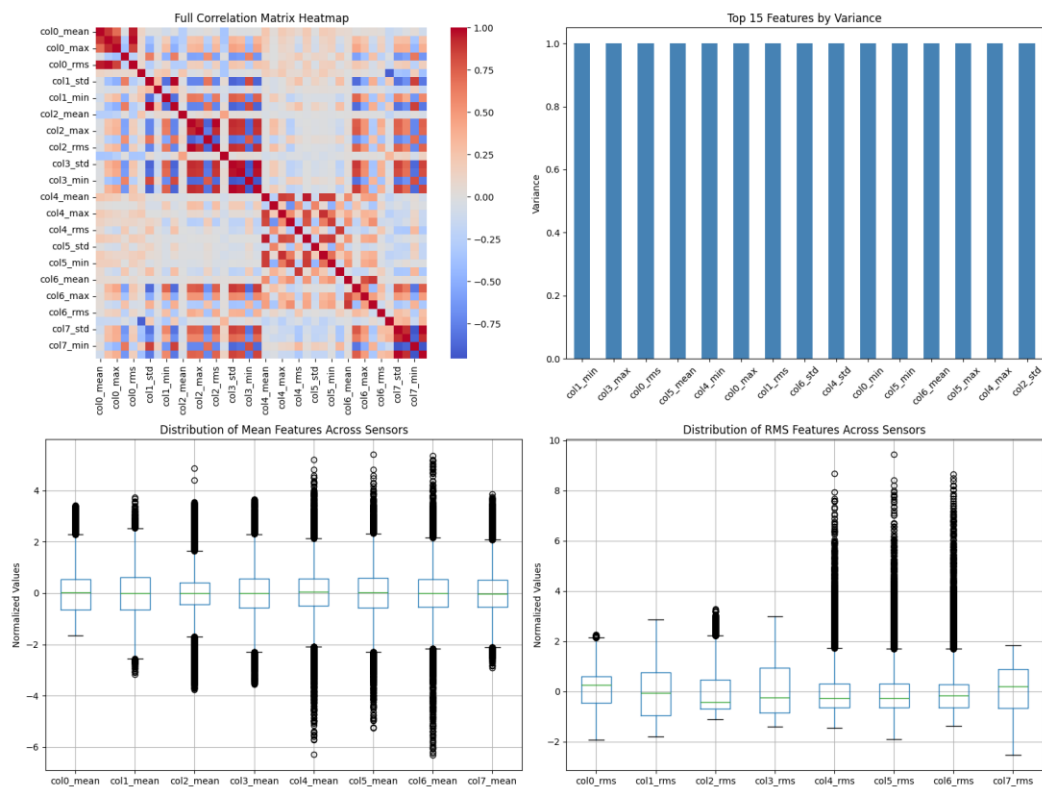 Full Correlation Matrix Heatmap
col0_mean
col0_max
col0_rms
col1_std
col1_min
col2_mean
col2_max
col2_rms
col3_std
col3_min
col4_mean
col4_max
col4_rms
col5_std
col5_min
col6_mean
col6_max
col6_rms
col7_std
col7_min
col0_mean
col0_max
col0_rms
col1_std
col1_min
col2_mean
col2_max
col2_rms
col3_std
col3_min
col4_mean
col4_max
col4_rms
col5_std
col5_min
col6_mean
col6_max
col6_rms
col7_std
col7_min
1.00
0.75
0.50
0.25
0.00
−0.25
−0.50
−0.75
Top 15 Features by Variance
Variance
1.0
0.8
0.6
0.4
0.2
0.0
col1_min
col3_max
col0_rms
col5_mean
col4_min
col0_max
col1_rms
col6_std
col4_std
col0_min
col5_min
col6_mean
col5_max
col4_max
col2_std
Distribution of Mean Features Across Sensors
Normalized Values
4
2
0
−2
−4
−6
col0_mean col1_mean col2_mean col3_mean col4_mean col5_mean col6_mean col7_mean
Distribution of RMS Features Across Sensors
Normalized Values
10
8
6
4
2
0
−2
col0_rms col1_rms col2_rms col3_rms col4_rms col5_rms col6_rms col7_rms